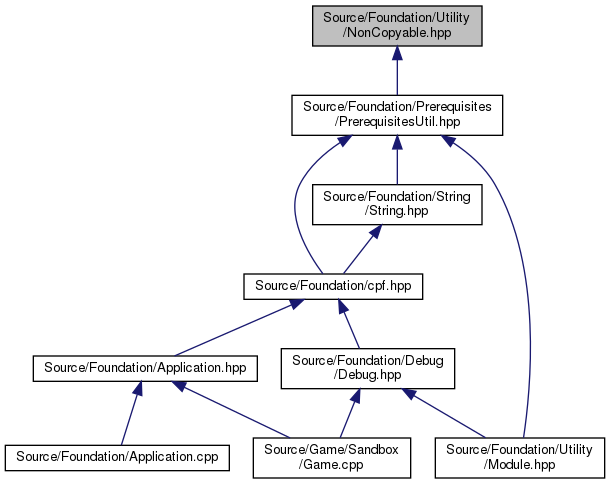 Source/Foundation/Utility
/NonCopyable.hpp
Source/Foundation/Prerequisites
/PrerequisitesUtil.hpp
Source/Foundation/String
/String.hpp
Source/Foundation/cpf.hpp
Source/Foundation/Application.hpp
Source/Foundation/Debug
/Debug.hpp
Source/Foundation/Application.cpp
Source/Game/Sandbox
/Game.cpp
Source/Foundation/Utility
/Module.hpp